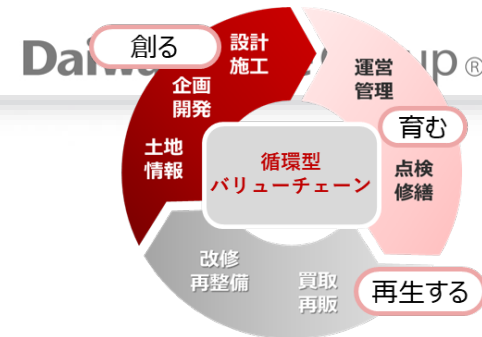 創る
設計
施工
企画
開発
土地
情報
運営
管理
育む
点検
修繕
循環型
バリューチェーン
改修
再整備
買取
再販
再生する